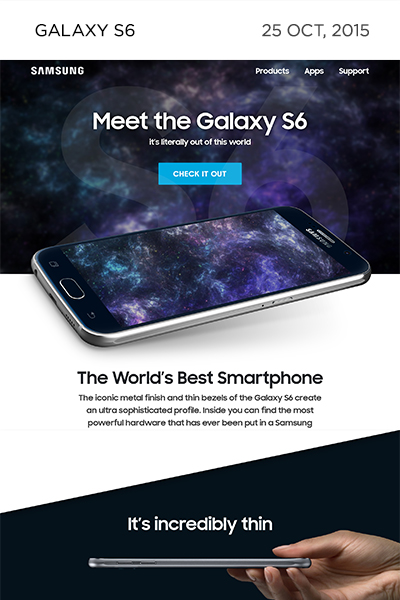 GALAXY S6 25 OCT, 2015
SAMSUNG Products Apps Support
S6
Meet the Galaxy S6
it's literally out of this world
CHECK IT OUT
SAMSUNG
The World's Best Smartphone
The iconic metal finish and thin bezels of the Galaxy S6 create
an ultra sophisticated profile. Inside you can find the most
powerful hardware that has ever been put in a Samsung
It's incredibly thin